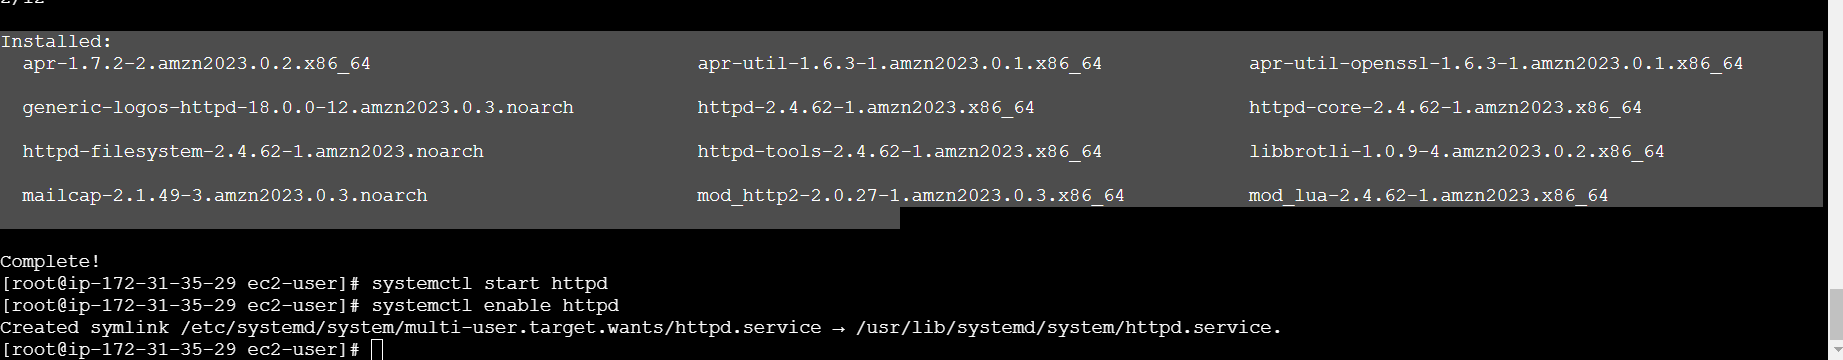 Installed:
apr-1.7.2-2.amzn2023.0.2.x86_64 apr-util-1.6.3-1.amzn2023.0.1.x86_64 apr-util-openssl-1.6.3-1.amzn2023.0.1.x86_64
generic-logos-httpd-18.0.0-12.amzn2023.0.3.noarch httpd-2.4.62-1.amzn2023.x86_64 httpd-core-2.4.62-1.amzn2023.x86_64
httpd-filesystem-2.4.62-1.amzn2023.noarch httpd-tools-2.4.62-1.amzn2023.x86_64 libbrotli-1.0.9-4.amzn2023.0.2.x86_64
mailcap-2.1.49-3.amzn2023.0.3.noarch mod_http2-2.0.27-1.amzn2023.0.3.x86_64 mod_lua-2.4.62-1.amzn2023.x86_64
Complete!
[root@ip-172-31-35-29 ec2-user]# systemctl start httpd
[root@ip-172-31-35-29 ec2-user]# systemctl enable httpd
Created symlink /etc/systemd/system/multi-user.target.wants/httpd.service → /usr/lib/systemd/system/httpd.service.
[root@ip-172-31-35-29 ec2-user]#